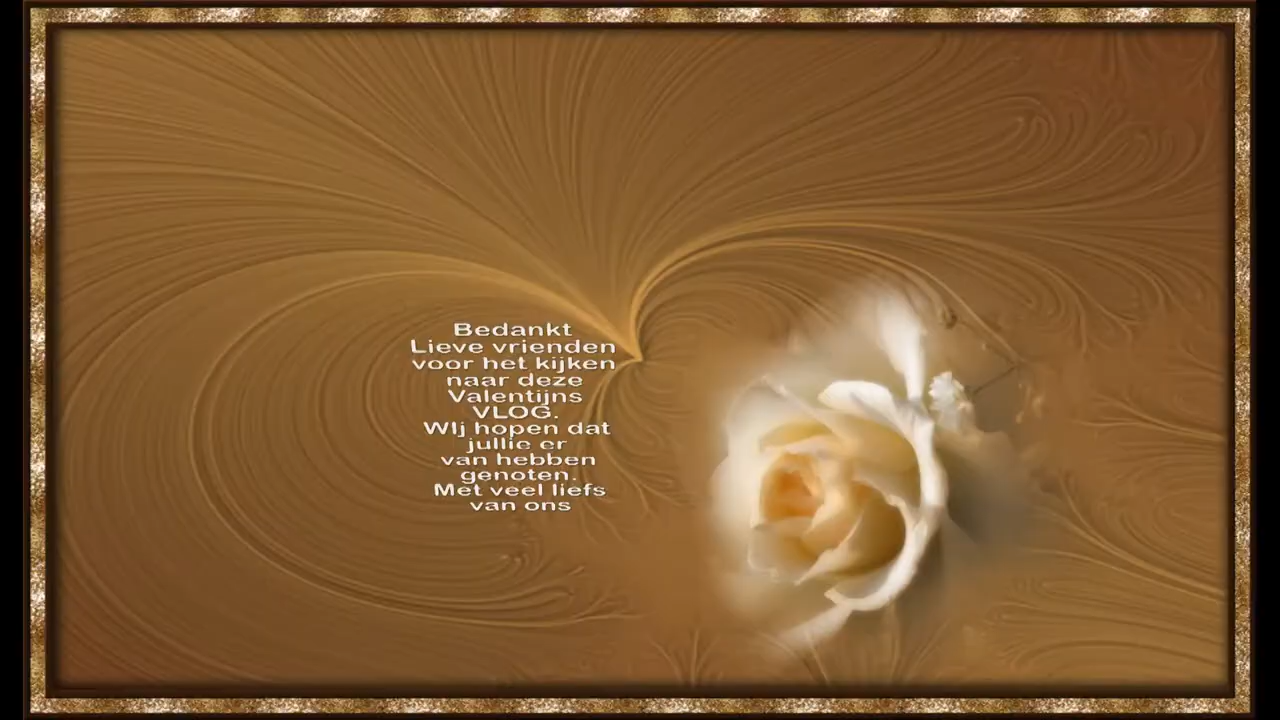 Bedankt
Lieve vrienden
voor het kijken
naar deze
Valentijns
VLOG.
WIj hopen dat
jullie er
van hebben
genoten.
Met veel liefs
van ons